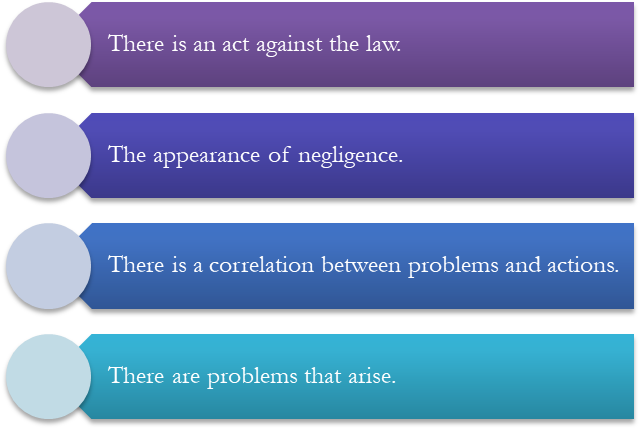 There is an act against the law.
The appearance of negligence.
There is a correlation between problems and actions.
There are problems that arise.